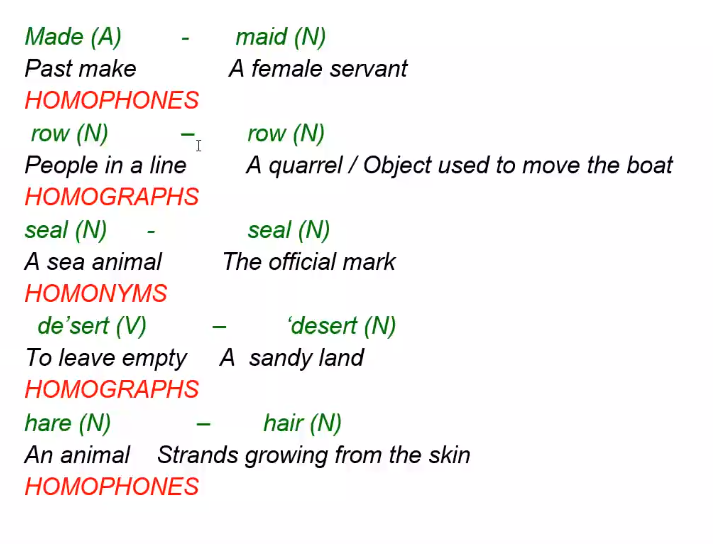 Made (A) - maid (N)
Past make A female servant
HOMOPHONES
row (N) – row (N)
People in a line A quarrel / Object used to move the boat
HOMOGRAPHS
seal (N) - seal (N)
A sea animal The official mark
HOMONYMS
de’sert (V) – ‘desert (N)
To leave empty A sandy land
HOMOGRAPHS
hare (N) – hair (N)
An animal Strands growing from the skin
HOMOPHONES